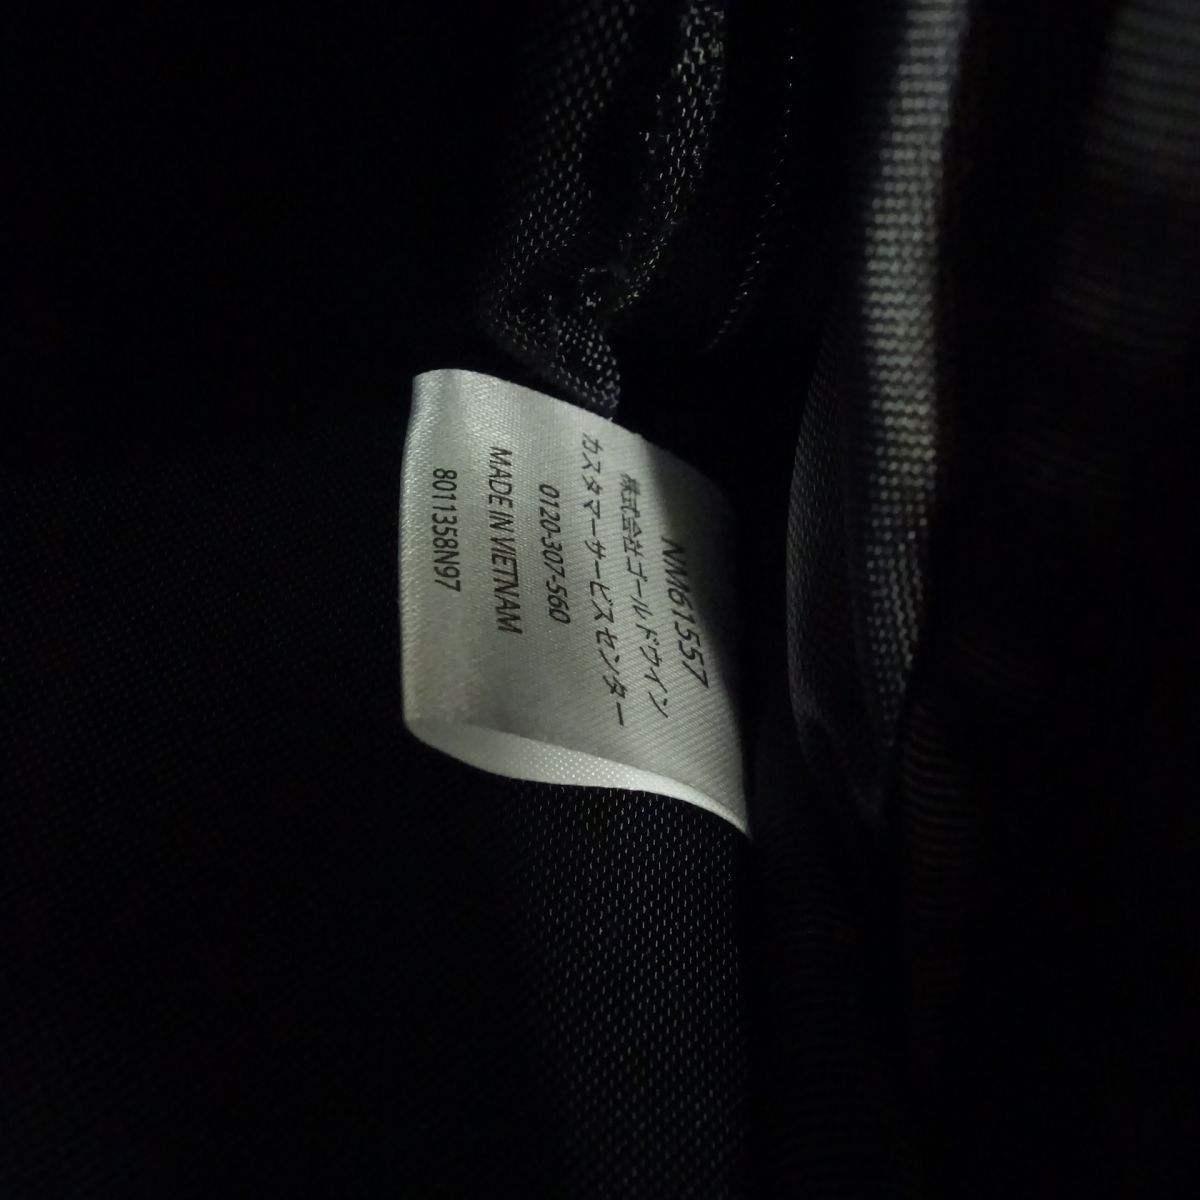 NM61557
株式会社ゴールドウイン
カスタマーサービスセンター
0120-307-560
MADE IN VIETNAM
8011358N97